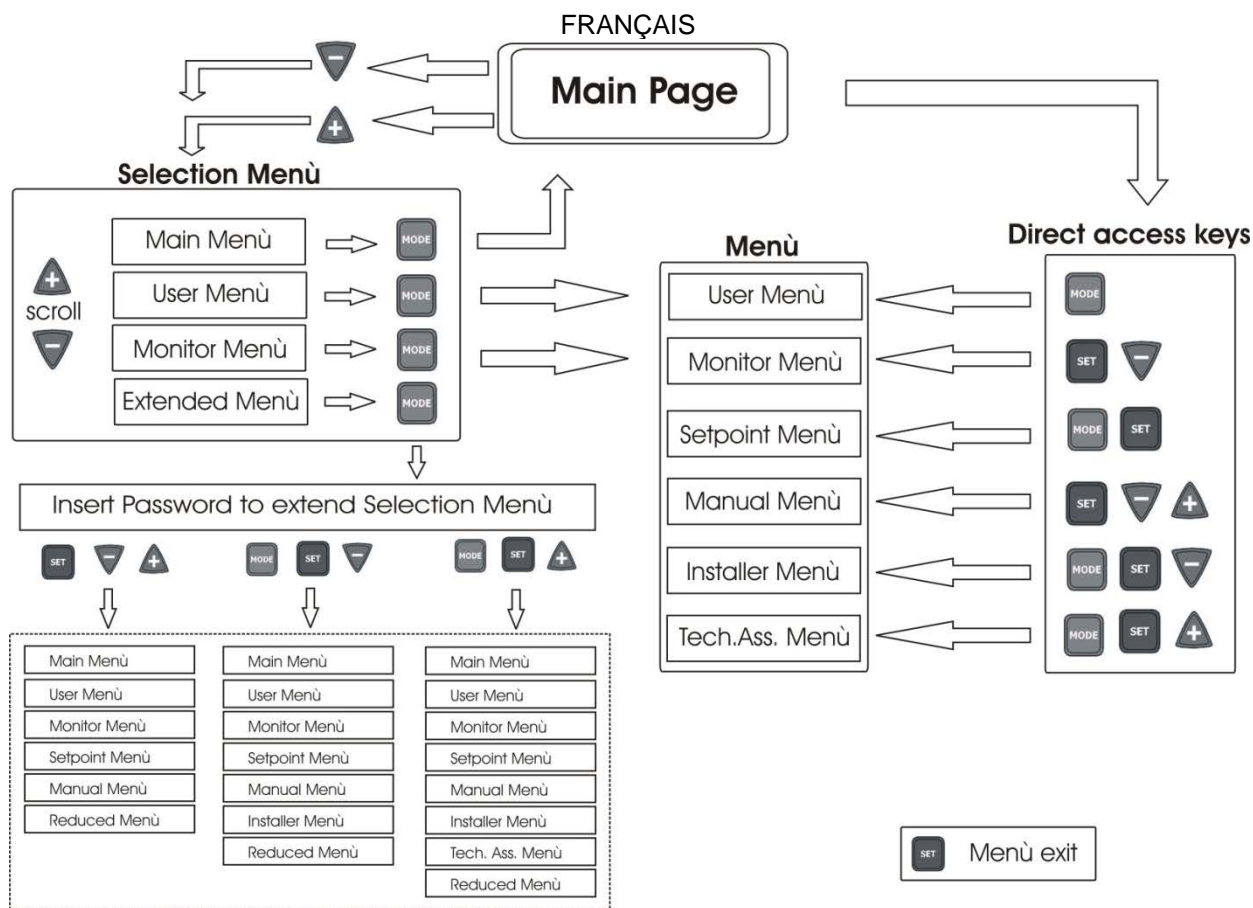 FRANÇAIS
Main Page
Selection Menù
Main Menù
MODE
User Menù
MODE
scroll
Monitor Menù
MODE
Extended Menù
MODE
Insert Password to extend Selection Menù
SET
MODE SET
MODE SET
Main Menù
User Menù
Monitor Menù
Setpoint Menù
Manual Menù
Reduced Menù
Main Menù
User Menù
Monitor Menù
Setpoint Menù
Manual Menù
Installer Menù
Reduced Menù
Main Menù
User Menù
Monitor Menù
Setpoint Menù
Manual Menù
Installer Menù
Tech. Ass. Menù
Reduced Menù
Menù
User Menù
Monitor Menù
Setpoint Menù
Manual Menù
Installer Menù
Tech.Ass. Menù
Direct access keys
MODE
SET
MODE SET
SET
MODE SET
MODE SET
SET Menù exit